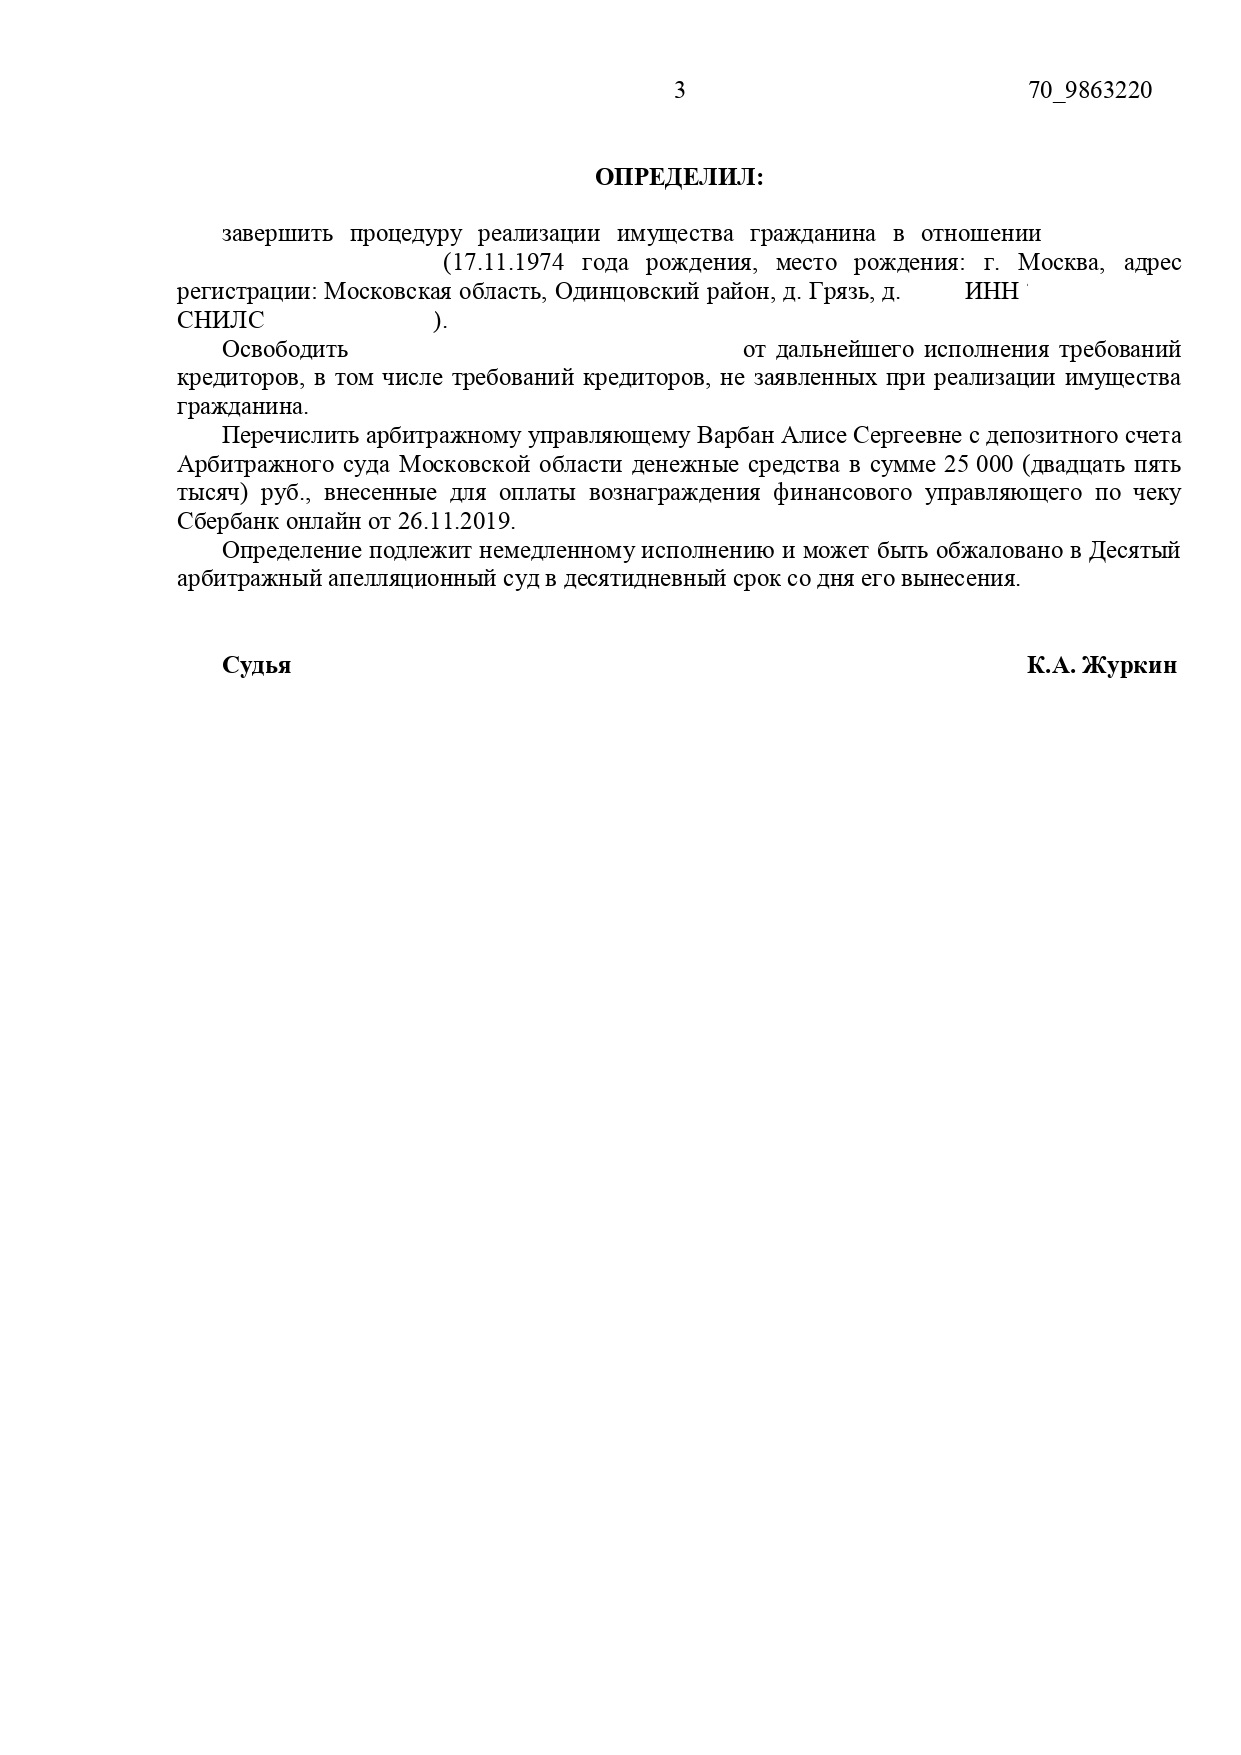 3 70_9863220
ОПРЕДЕЛИЛ:
завершить процедуру реализации имущества гражданина в отношении
(17.11.1974 года рождения, место рождения: г. Москва, адрес
регистрации: Московская область, Одинцовский район, д. Грязь, д. ИНН
СНИЛС ).
Освободить от дальнейшего исполнения требований
кредиторов, в том числе требований кредиторов, не заявленных при реализации имущества
гражданина.
Перечислить арбитражному управляющему Варбан Алисе Сергеевне с депозитного счета
Арбитражного суда Московской области денежные средства в сумме 25 000 (двадцать пять
тысяч) руб., внесенные для оплаты вознаграждения финансового управляющего по чеку
Сбербанк онлайн от 26.11.2019.
Определение подлежит немедленному исполнению и может быть обжаловано в Десятый
арбитражный апелляционный суд в десятидневный срок со дня его вынесения.
Судья К.А. Журкин